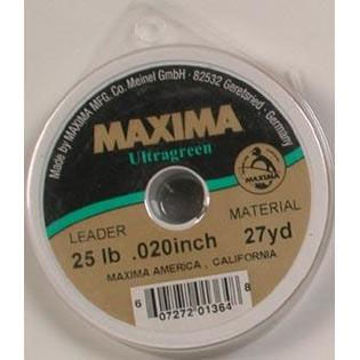 Made by MAXIMA MFG. Co. Meinel GmbH · 82532 Geretsried · Germany
MAXIMA
Ultragreen
MAXIMA
LEADER MATERIAL
25 lb .020inch 27yd
MAXIMA AMERICA , CALIFORNIA
6 07272 01364 8